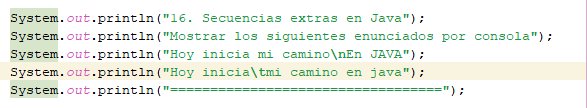 System.out.println("16. Secuencias extras en Java");
System.out.println("Mostrar los siguientes enunciados por consola");
System.out.println("Hoy inicia mi camino\nEn JAVA");
System.out.println("Hoy inicia\tmi camino en java");
System.out.println("==================================");